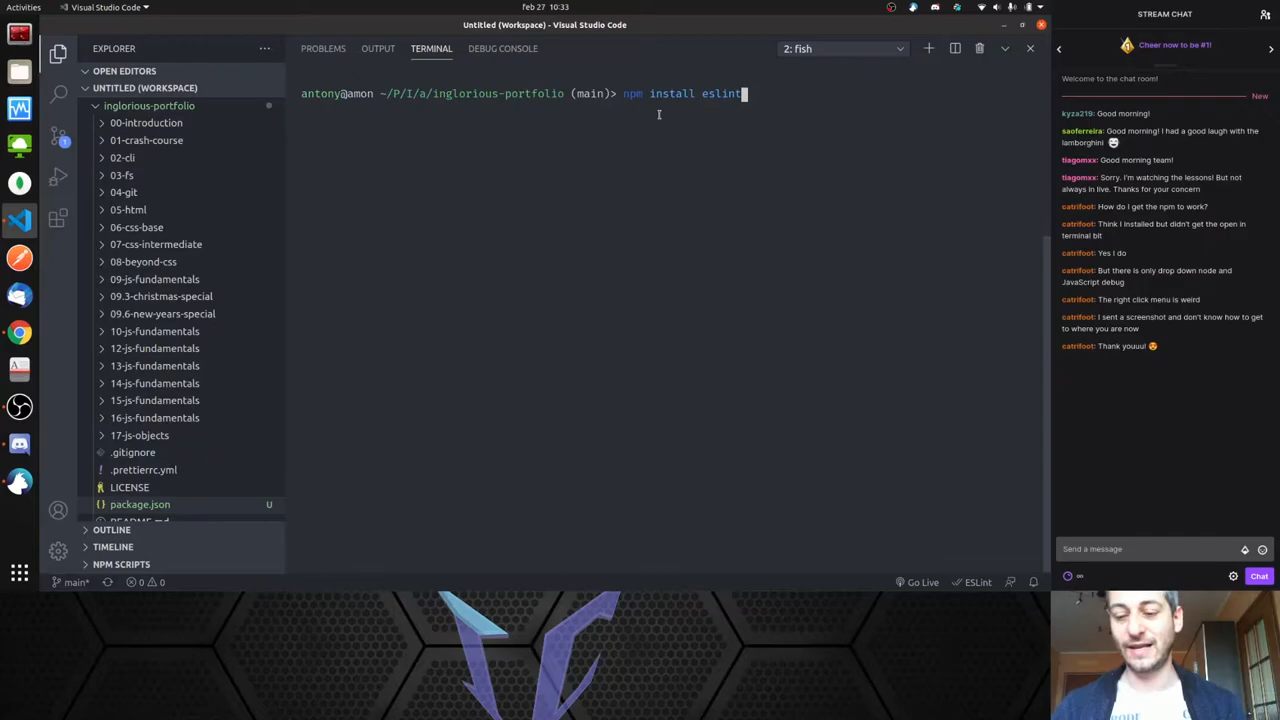 Activities
Visual Studio Code
feb 27 10:33
Untitled (Workspace) - Visual Studio Code
EXPLORER
OPEN EDITORS
UNTITLED (WORKSPACE)
inglorious-portfolio
00-introduction
01-crash-course
02-cli
03-fs
04-git
05-html
06-css-base
07-css-intermediate
08-beyond-css
09-js-fundamentals
09.3-christmas-special
09.6-new-years-special
10-js-fundamentals
12-js-fundamentals
13-js-fundamentals
14-js-fundamentals
15-js-fundamentals
16-js-fundamentals
17-js-objects
.gitignore
.prettierrc.yml
LICENSE
{} package.json U
README.md
OUTLINE
TIMELINE
NPM SCRIPTS
PROBLEMS OUTPUT TERMINAL DEBUG CONSOLE
2: fish
antony@amon ~/P/I/a/inglorious-portfolio (main)> npm install eslint
main* 0 0
Go Live ESLint
STREAM CHAT
1 Cheer now to be #1!
Welcome to the chat room!
New
kyza219: Good morning!
saoferreira: Good morning! I had a good laugh with the
lamborghini
tiagomxx: Good morning team!
tiagomxx: Sorry. I'm watching the lessons! But not
always in live. Thanks for your concern
catrifoot: How do I get the npm to work?
catrifoot: Think I installed but didn't get the open in
terminal bit
catrifoot: Yes I do
catrifoot: But there is only drop down node and
JavaScript debug
catrifoot: The right click menu is weird
catrifoot: I sent a screenshot and don't know how to get
to where you are now
catrifoot: Thank youuu!
Send a message
∞
Chat